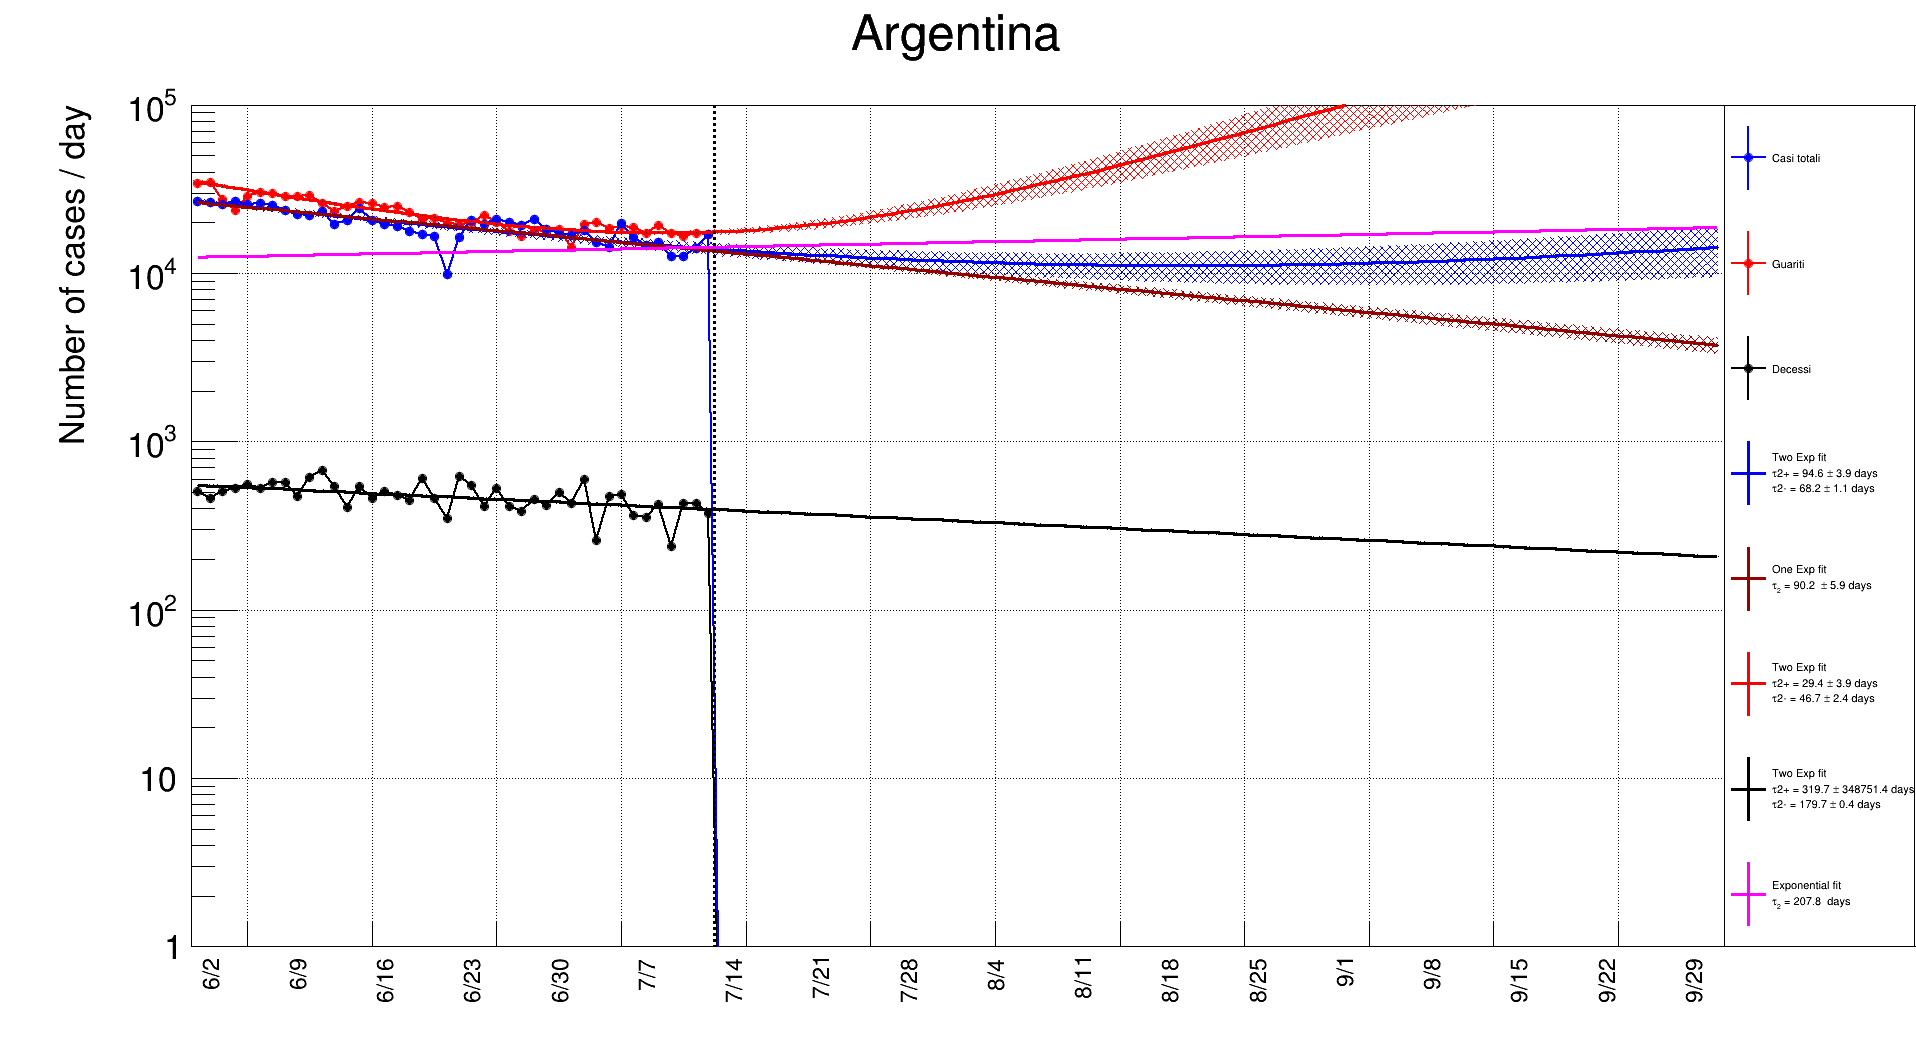 Argentina
Number of cases / day
10^5
10^4
10^3
10^2
10
1
6/2
6/9
6/16
6/23
6/30
7/7
7/14
7/21
7/28
8/4
8/11
8/18
8/25
9/1
9/8
9/15
9/22
9/29
Casi totali
Guariti
Decessi
Two Exp fit
τ2+ = 94.6 ± 3.9 days
τ2- = 68.2 ± 1.1 days
One Exp fit
τ₂ = 90.2 ± 5.9 days
Two Exp fit
τ2+ = 29.4 ± 3.9 days
τ2- = 46.7 ± 2.4 days
Two Exp fit
τ2+ = 319.7 ± 348751.4 days
τ2- = 179.7 ± 0.4 days
Exponential fit
τ₂ = 207.8 days